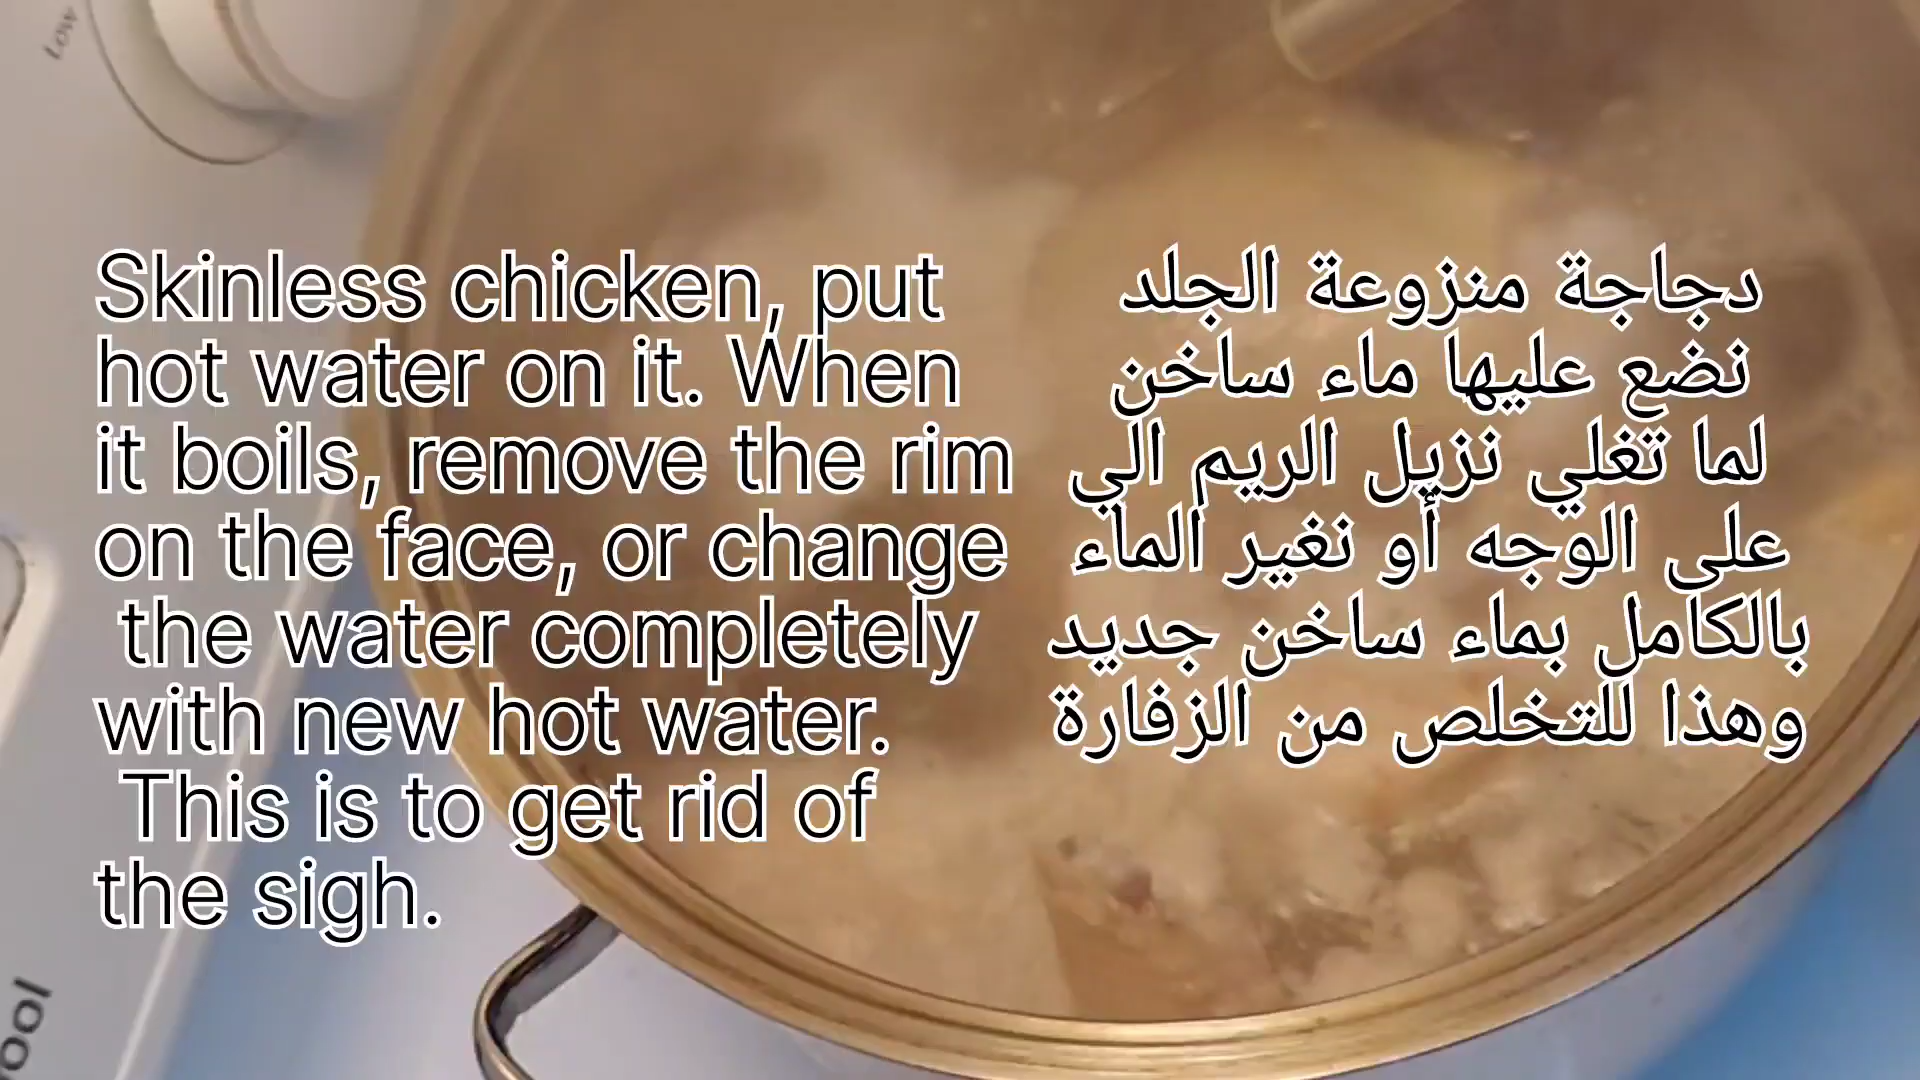 Low
Skinless chicken, put
hot water on it. When
it boils, remove the rim
on the face, or change
the water completely
with new hot water.
This is to get rid of
the sigh.
دجاجة منزوعة الجلد
نضع عليها ماء ساخن
لما تغلي نزيل الريم الي
على الوجه أو نغير الماء
بالكامل بماء ساخن جديد
وهذا للتخلص من الزفارة
ool